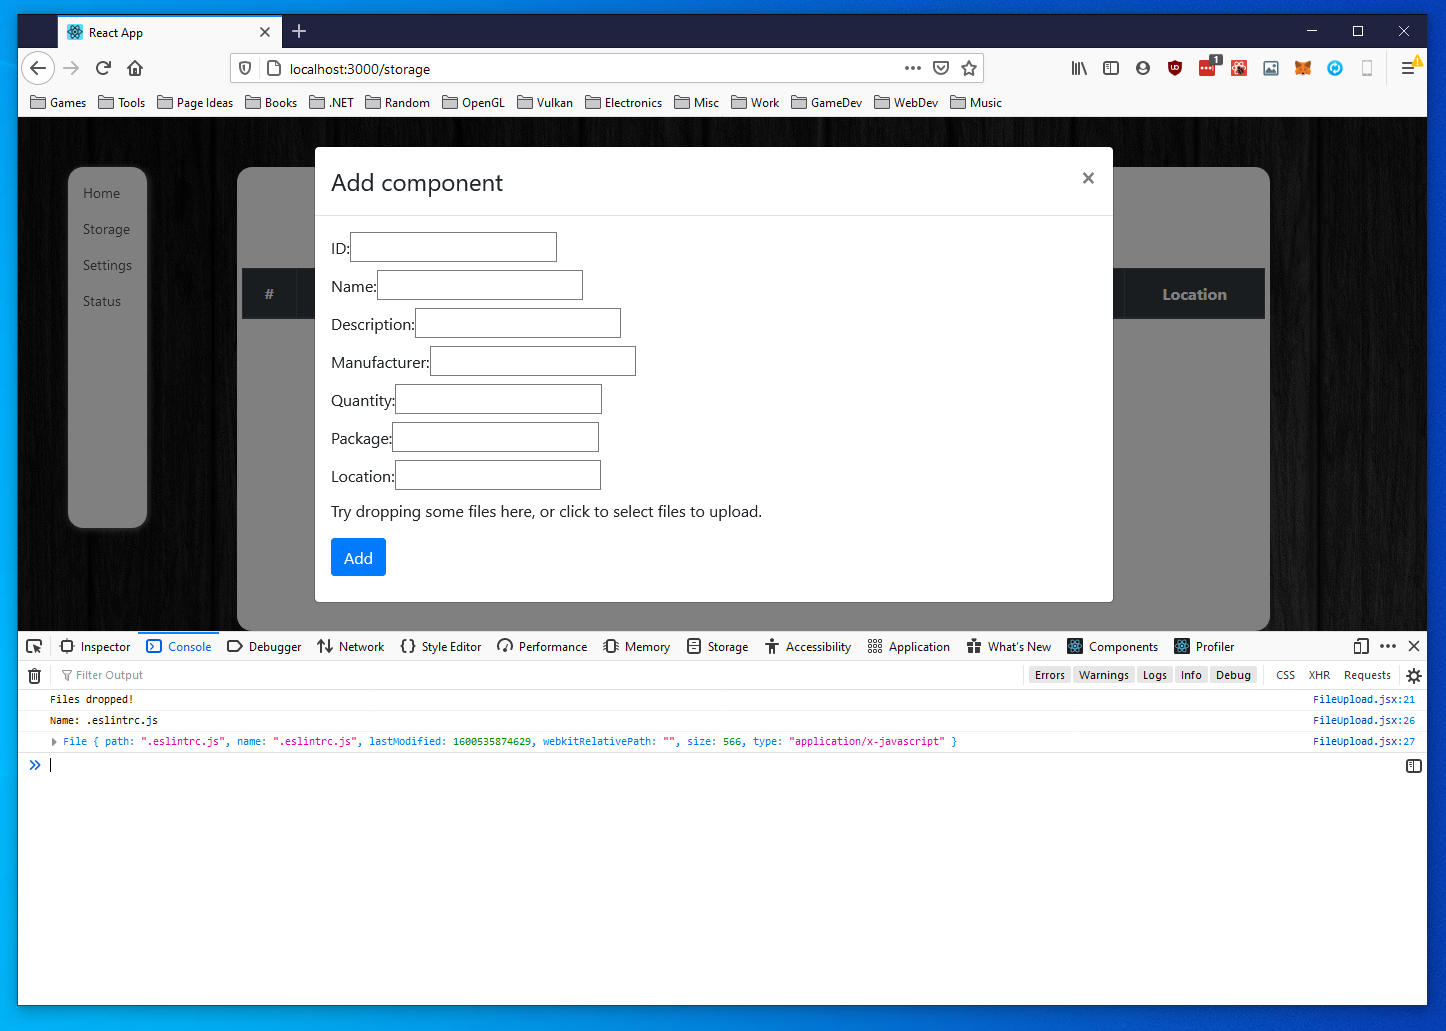 React App
localhost:3000/storage
1
Games Tools Page Ideas Books .NET Random OpenGL Vulkan Electronics Misc Work GameDev WebDev Music
Add component
Home
Storage
Settings
Status
ID:
Name:
Description:
Manufacturer:
Quantity:
Package:
Location:
# Location
Try dropping some files here, or click to select files to upload.
Add
Inspector Console Debugger Network Style Editor Performance Memory Storage Accessibility Application What's New Components Profiler
Filter Output Errors Warnings Logs Info Debug CSS XHR Requests
Files dropped! FileUpload.jsx:21
Name: .eslintrc.js FileUpload.jsx:26
File { path: ".eslintrc.js", name: ".eslintrc.js", lastModified: 1600535874629, webkitRelativePath: "", size: 566, type: "application/x-javascript" } FileUpload.jsx:27